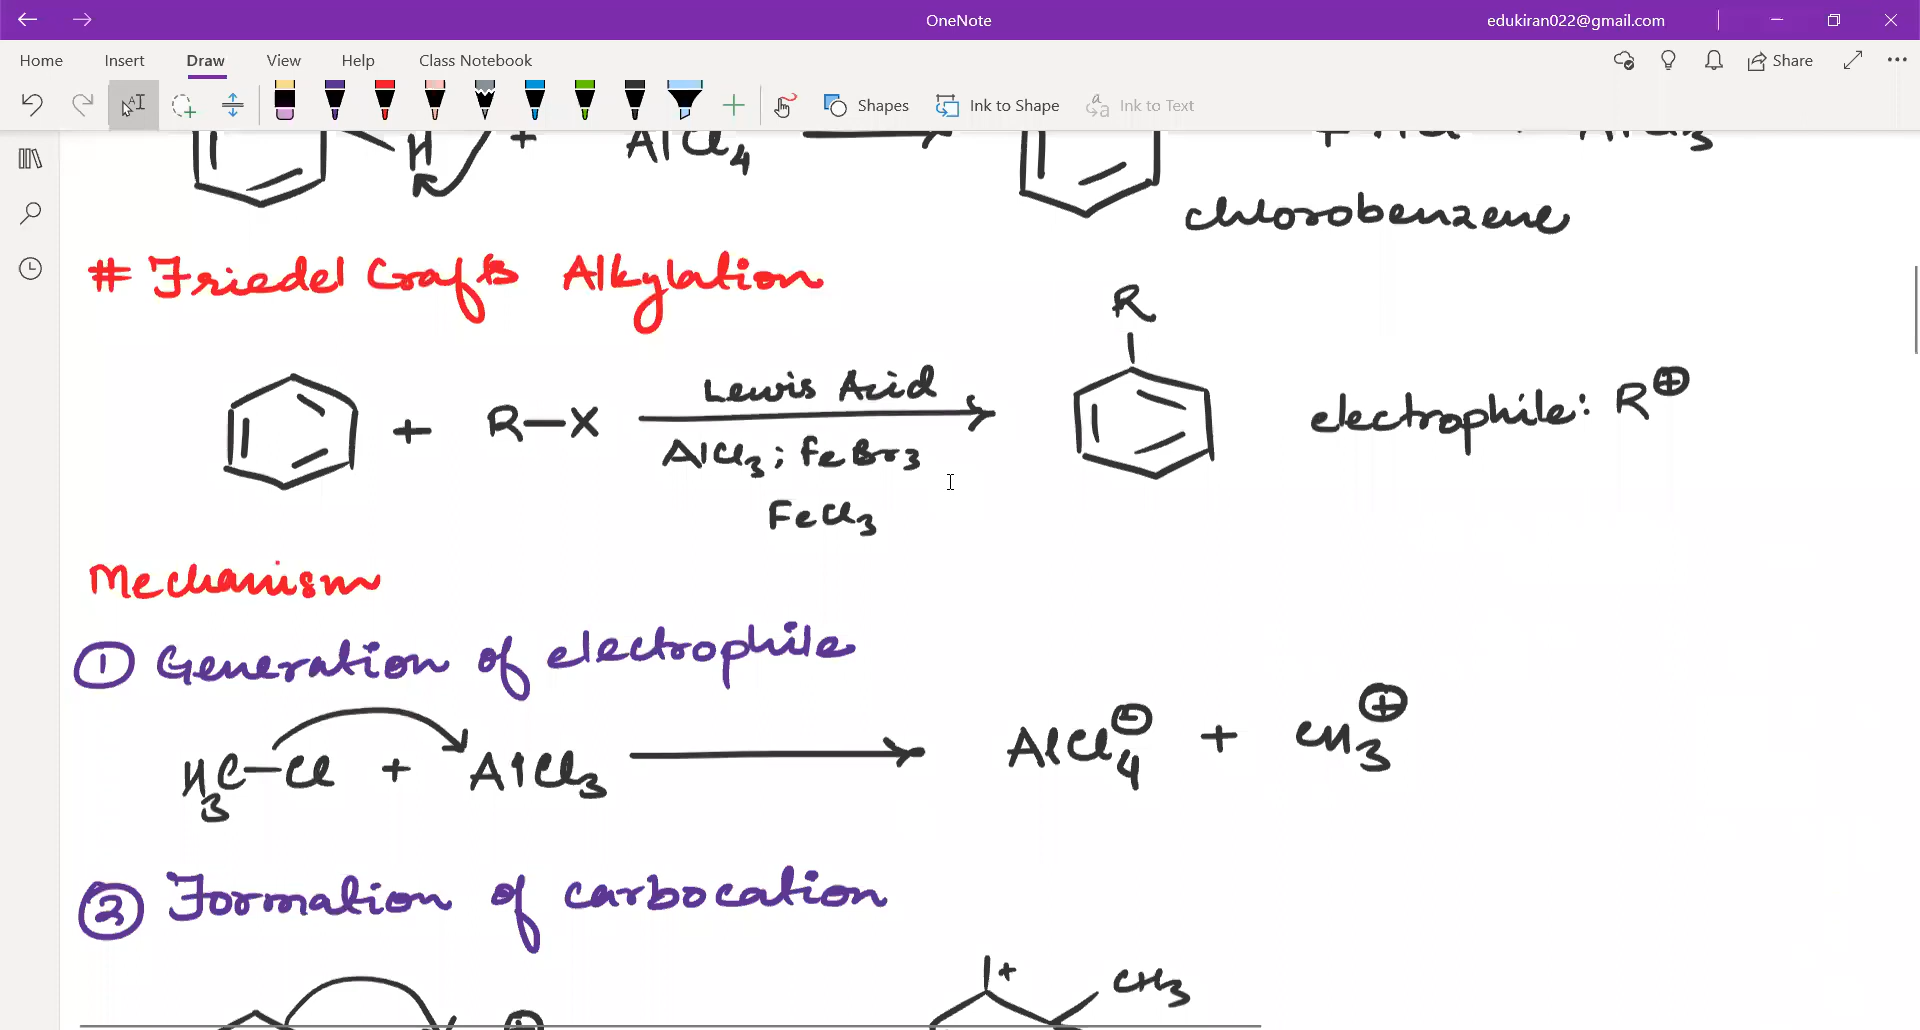 OneNote
edukiran022@gmail.com
Home Insert Draw View Help Class Notebook
Share
Shapes Ink to Shape Ink to Text
H + AlCl4
chlorobenzene
# Friedel Crafts Alkylation
R
Lewis Acid
+ R—X electrophile: R⊕
AlCl3; FeBr3
FeCl3
Mechanism
① Generation of electrophile
H3C—Cl + AlCl3 → AlCl4⊖ + CH3⊕
② Formation of carbocation
+ CH3